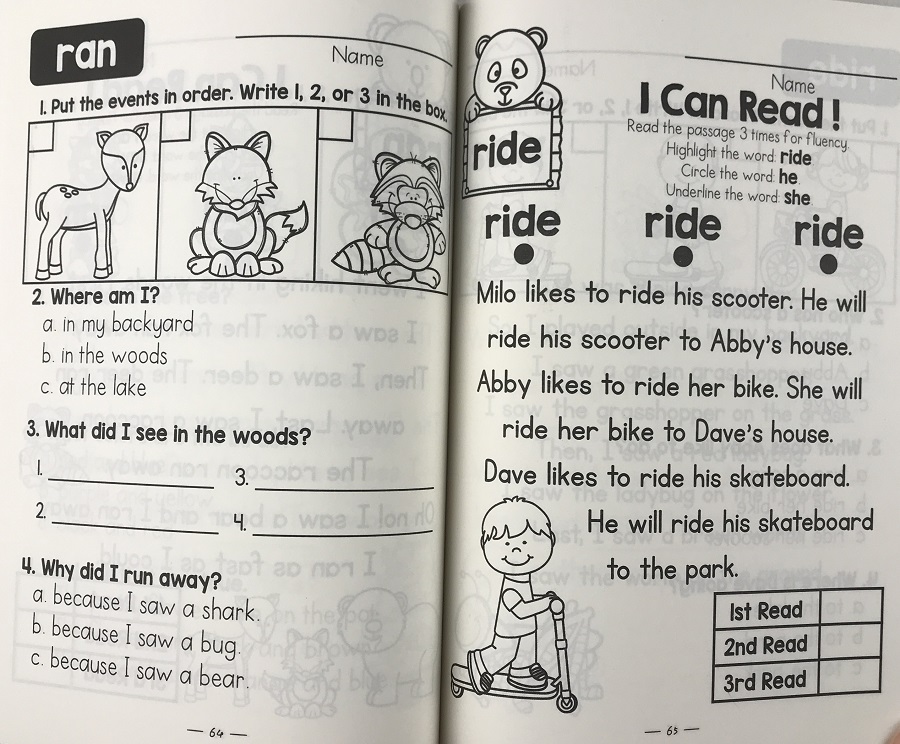 ran
Name
1. Put the events in order. Write 1, 2, or 3 in the box.
2. Where am I?
a. in my backyard
b. in the woods
c. at the lake
3. What did I see in the woods?
1. 3.
2. 4.
4. Why did I run away?
a. because I saw a shark.
b. because I saw a bug.
c. because I saw a bear.
— 64 —
Name
ride
I Can Read!
Read the passage 3 times for fluency.
Highlight the word: ride
Circle the word: he
Underline the word: she
ride ride ride
Milo likes to ride his scooter. He will
ride his scooter to Abby's house.
Abby likes to ride her bike. She will
ride her bike to Dave's house.
Dave likes to ride his skateboard.
He will ride his skateboard
to the park.
1st Read
2nd Read
3rd Read
— 65 —